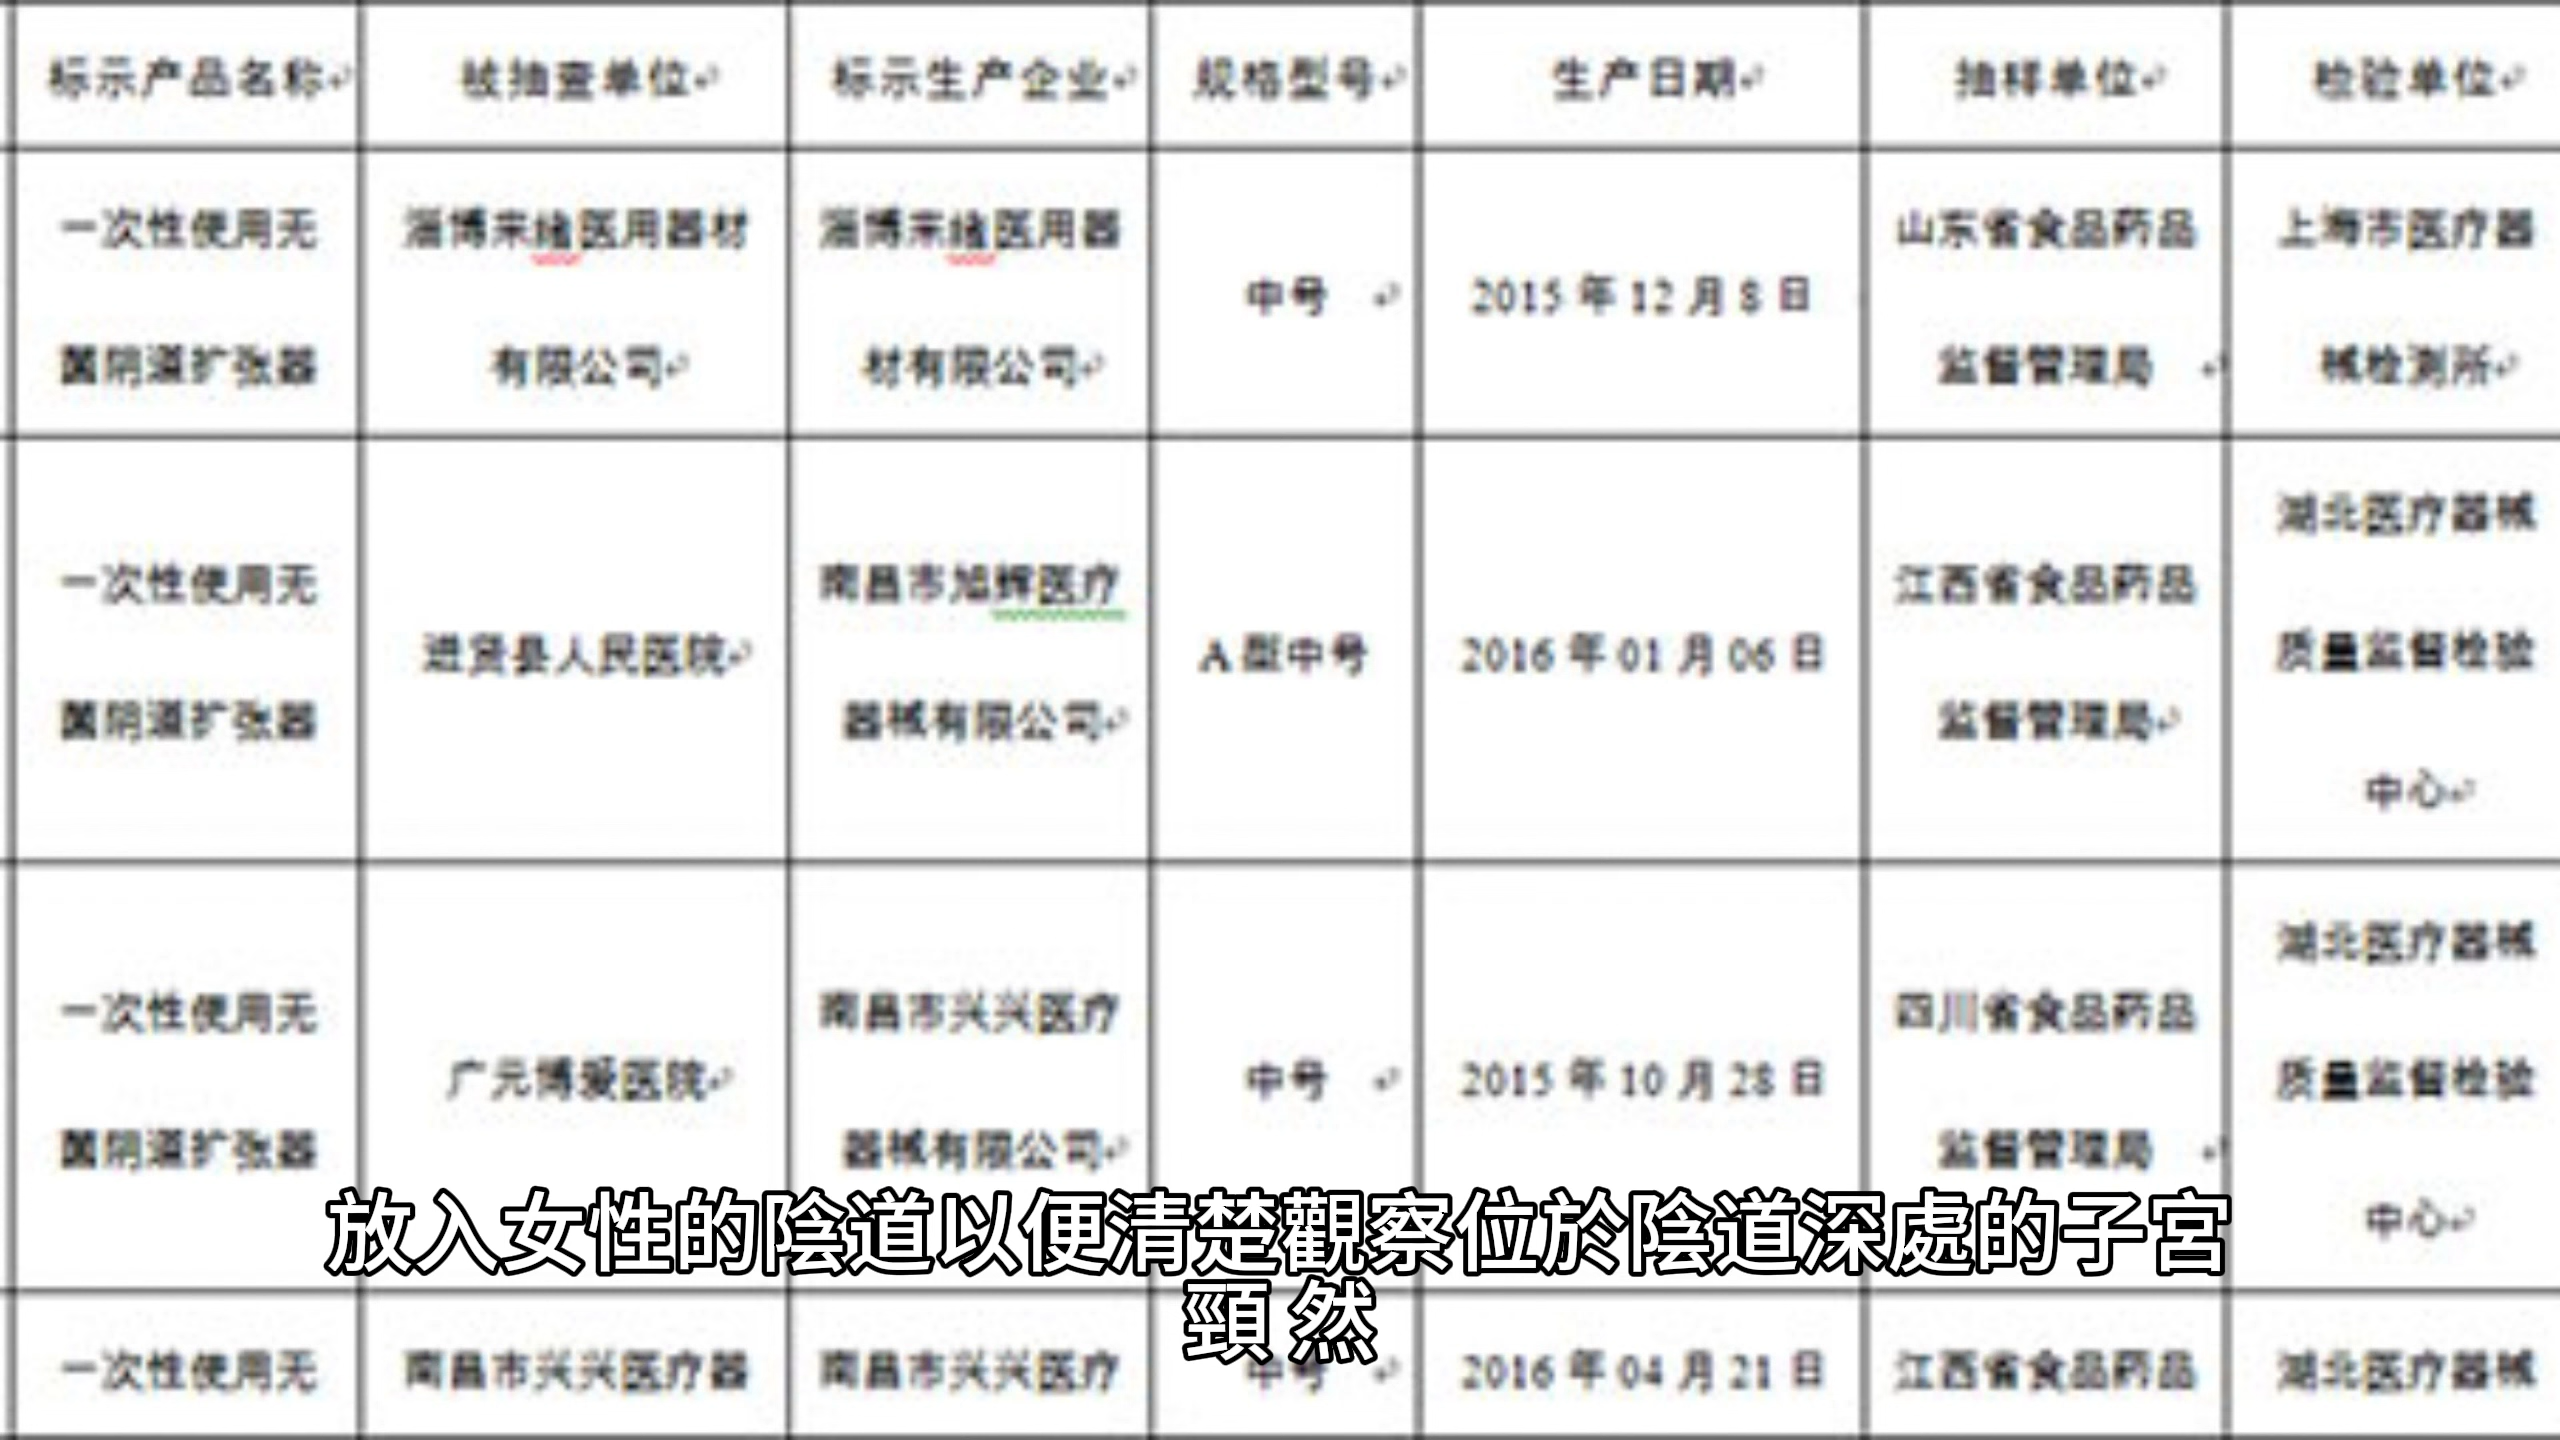 标示产品名称 被抽查单位 标示生产企业 规格型号 生产日期 抽样单位 检验单位
一次性使用无 淄博来 医用器材 淄博来 医用器 山东省食品药品 上海市医疗器
中号 2015 年 12 月 8 日
菌阴道扩张器 有限公司 材有限公司 监督管理局 械检测所
湖北医疗器械
一次性使用无 南昌市旭辉医疗 江西省食品药品
进贤县人民医院 A 型中号 2016 年 01 月 06 日 质量监督检验
菌阴道扩张器 器械有限公司 监督管理局
中心
湖北医疗器械
一次性使用无 南昌市兴兴医疗 四川省食品药品
广元博爱医院 中号 2015 年 10 月 28 日 质量监督检验
菌阴道扩张器 器械有限公司 监督管理局
中心
放入女性的陰道以便清楚觀察位於陰道深處的子宮
頸 然
一次性使用无 南昌市兴兴医疗器 南昌市兴兴医疗 中号 2016 年 04 月 21 日 江西省食品药品 湖北医疗器械